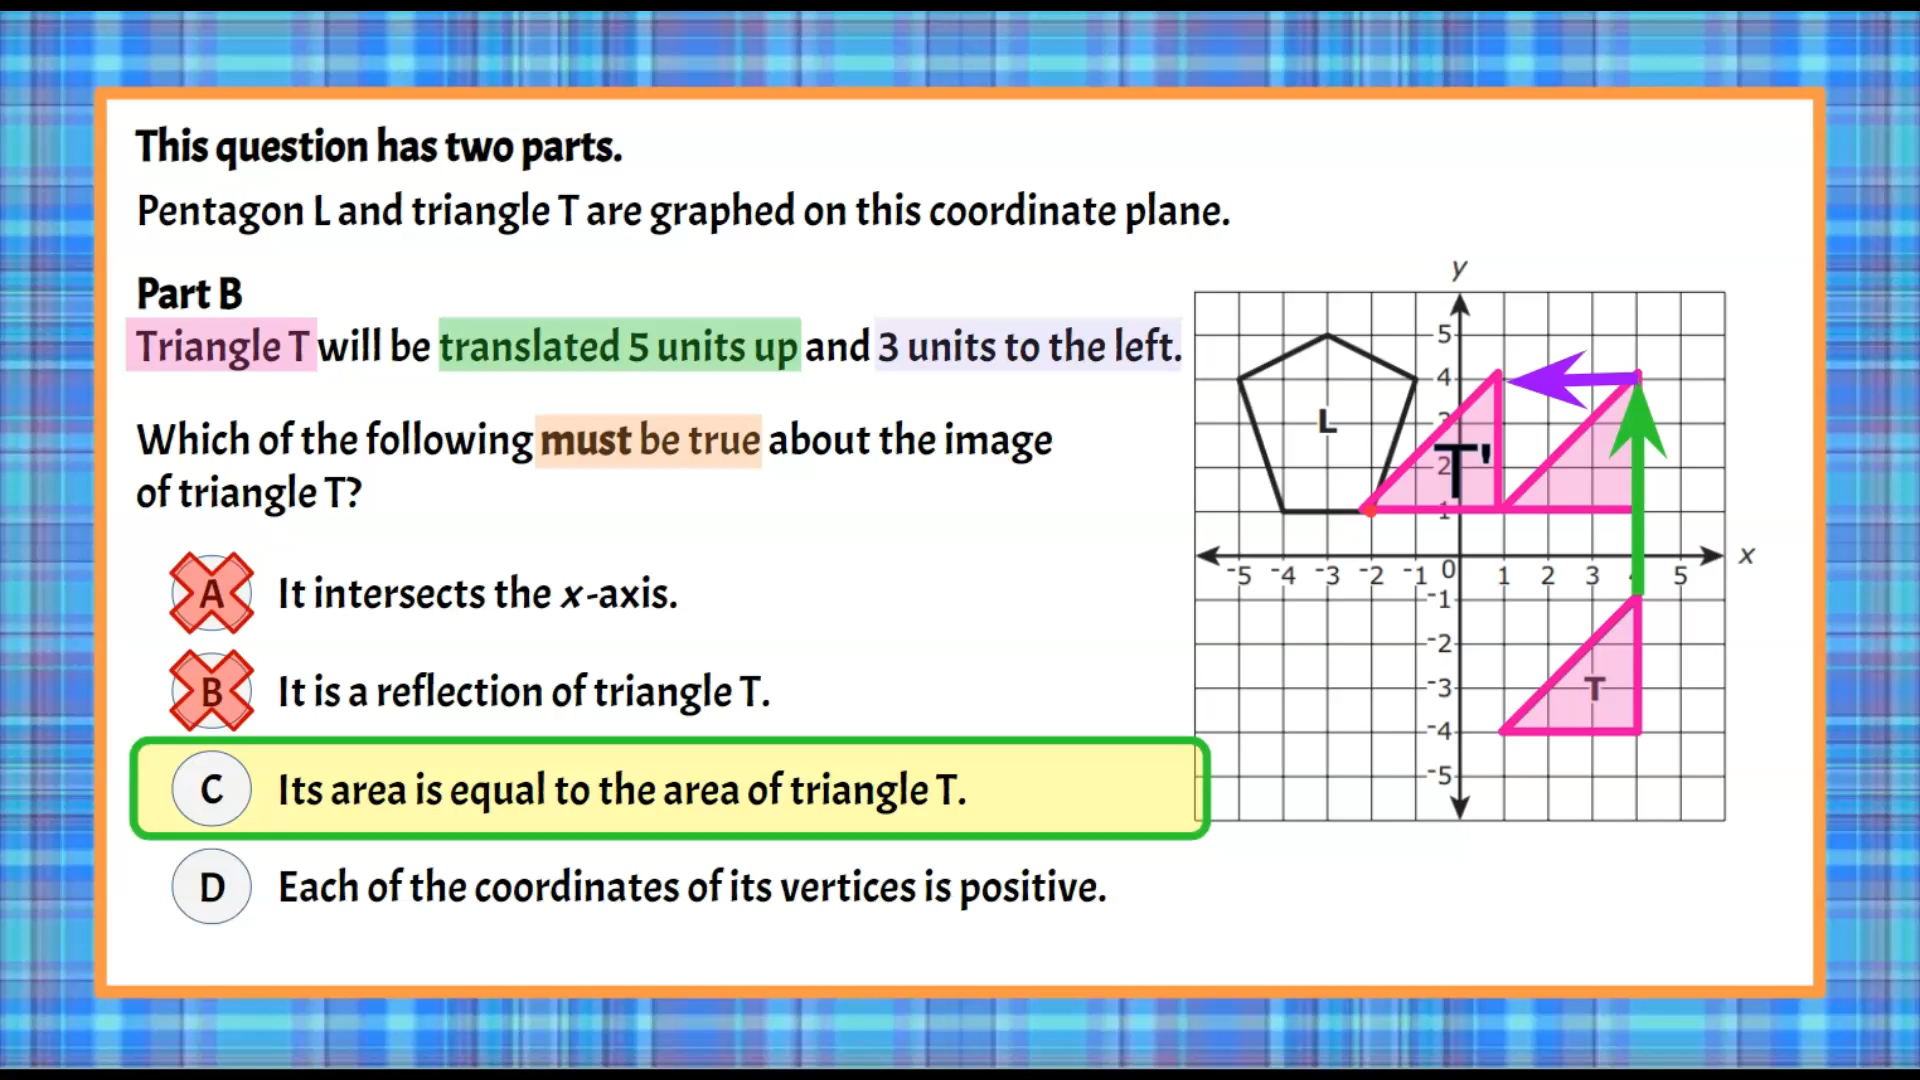 This question has two parts.
Pentagon L and triangle T are graphed on this coordinate plane.
Part B
Triangle T will be translated 5 units up and 3 units to the left.
Which of the following must be true about the image
of triangle T?
A It intersects the x-axis.
B It is a reflection of triangle T.
C Its area is equal to the area of triangle T.
D Each of the coordinates of its vertices is positive.
y
5
4
L
3
T'
2
1
x
-5 -4 -3 -2 -1 0 1 2 3 5
-1
-2
-3
T
-4
-5